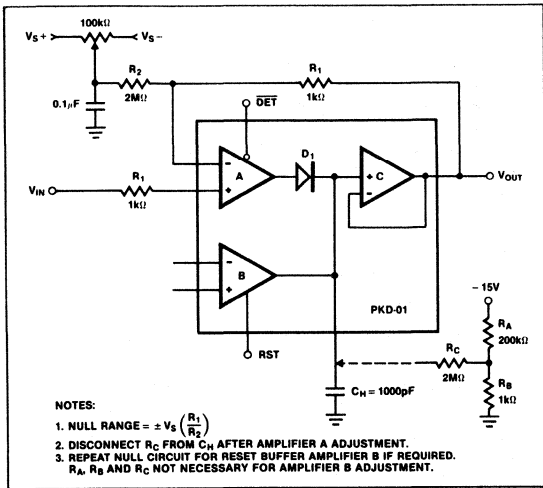 100kΩ
VS+ VS−
R2
2MΩ
R1
1kΩ
0.1μF
DET
D1
A
−
+
C
+
−
VIN
R1
1kΩ
VOUT
B
−
+
PKD-01
RST
−15V
RA
200kΩ
RC
2MΩ
RB
1kΩ
CH = 1000pF
NOTES:
1. NULL RANGE = ± VS (R1/R2)
2. DISCONNECT RC FROM CH AFTER AMPLIFIER A ADJUSTMENT.
3. REPEAT NULL CIRCUIT FOR RESET BUFFER AMPLIFIER B IF REQUIRED.
RA, RB AND RC NOT NECESSARY FOR AMPLIFIER B ADJUSTMENT.